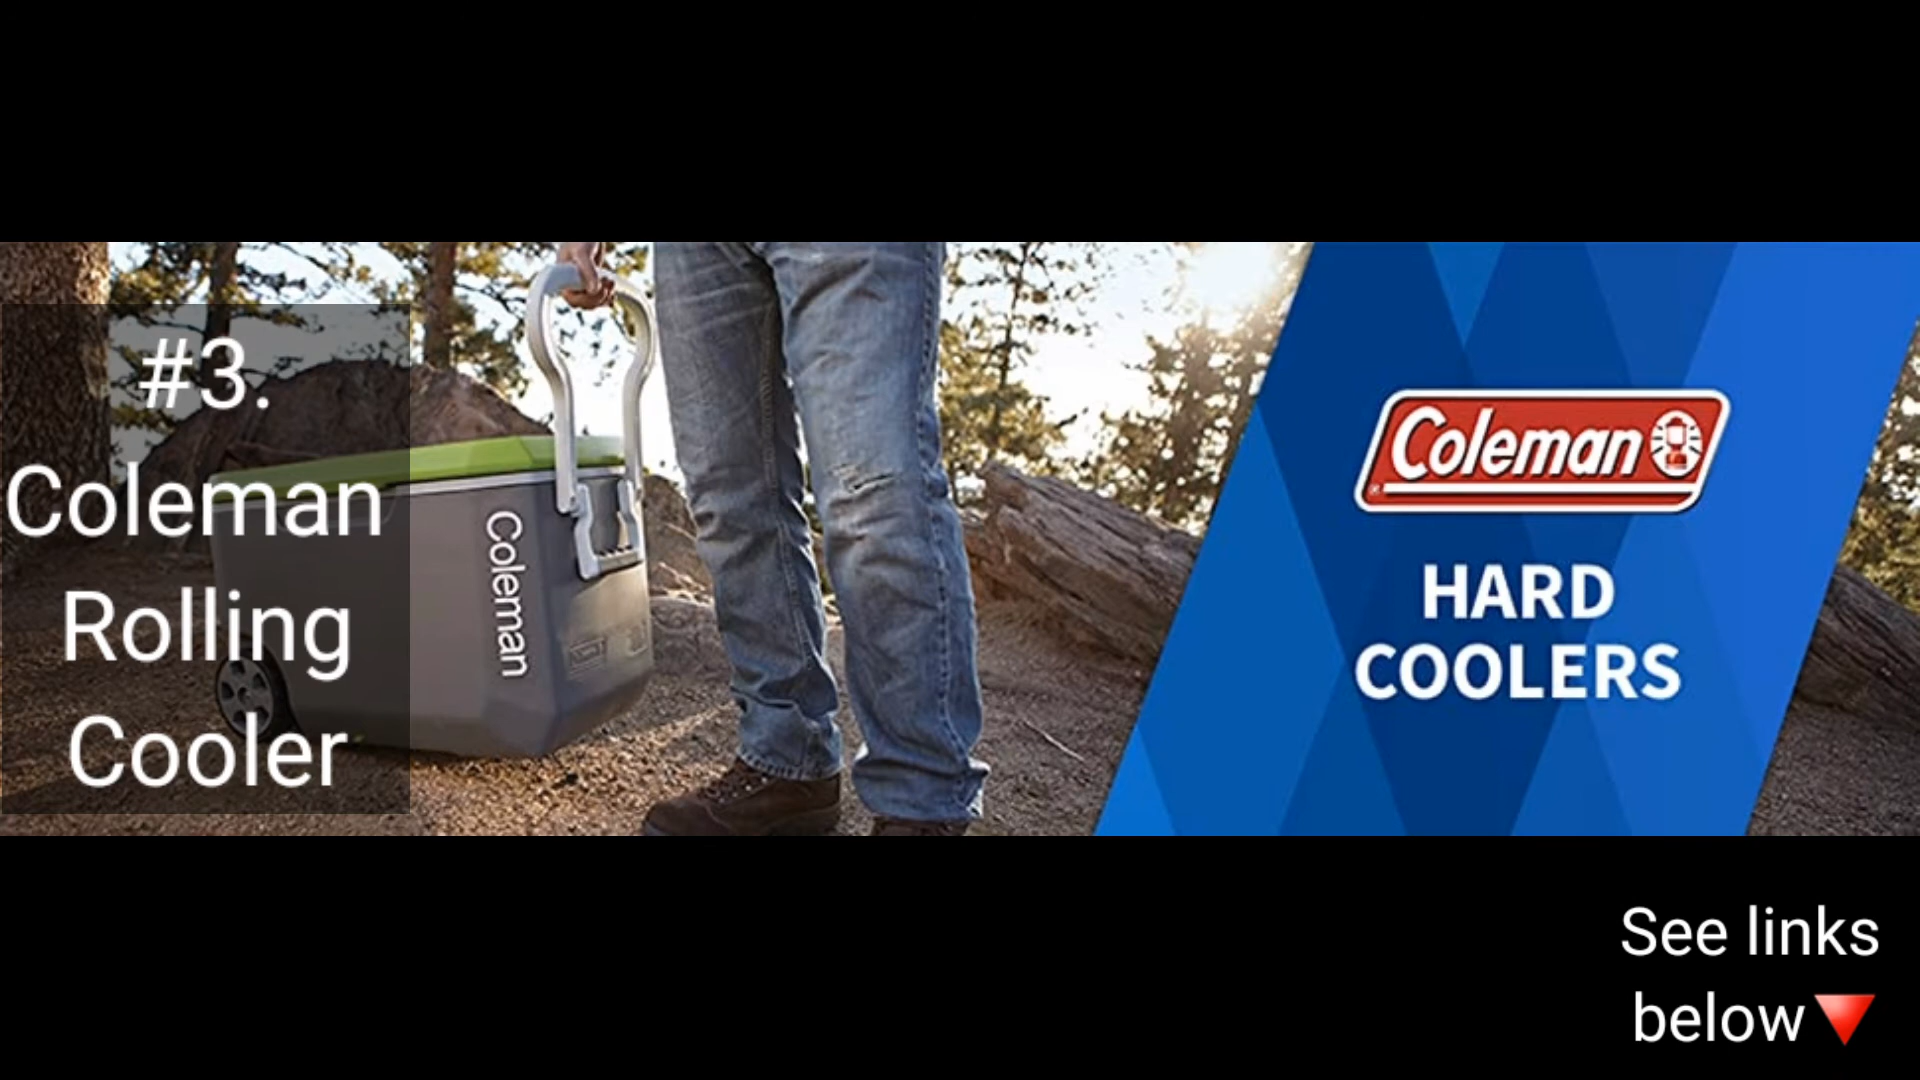 #3.
Coleman
Rolling
Cooler
Coleman
Coleman
HARD
COOLERS
See links
below